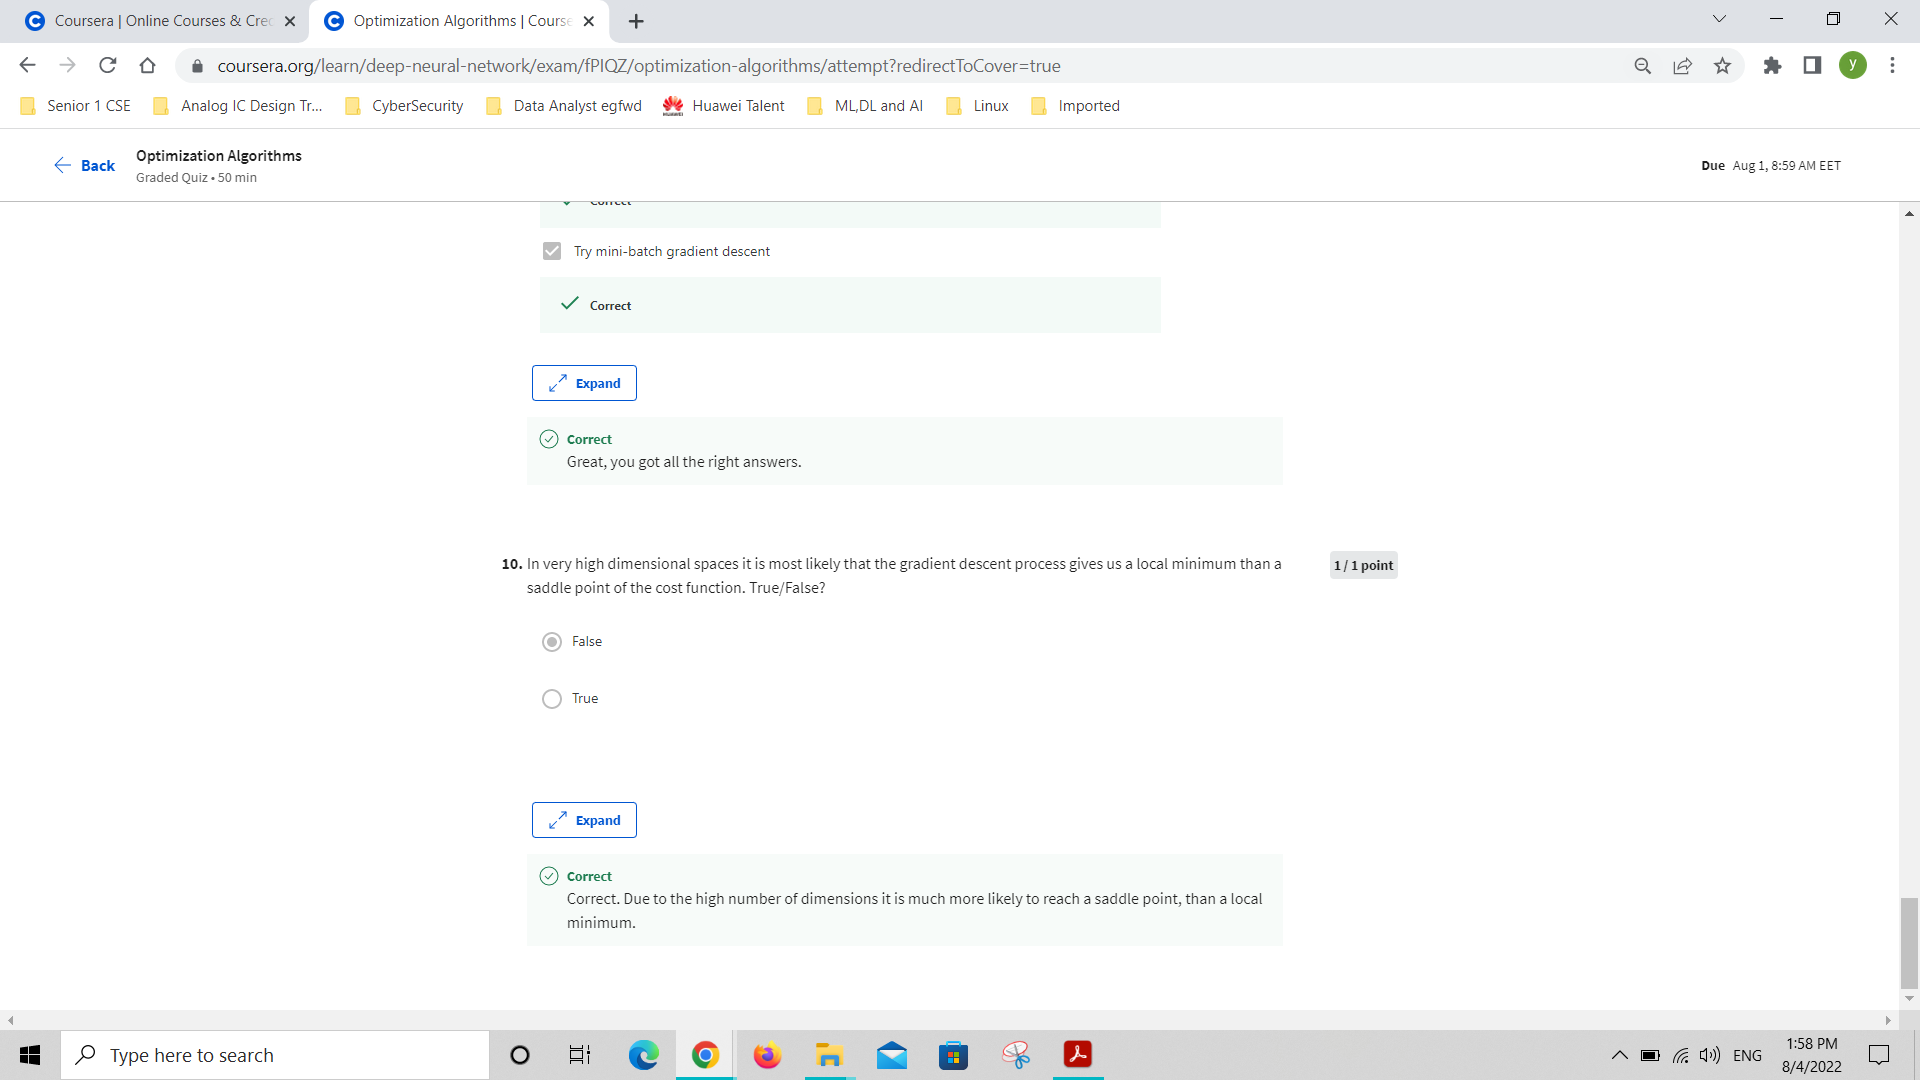 Coursera | Online Courses & Cre
Optimization Algorithms | Course
coursera.org/learn/deep-neural-network/exam/fPIQZ/optimization-algorithms/attempt?redirectToCover=true
y
Senior 1 CSE
Analog IC Design Tr...
CyberSecurity
Data Analyst egfwd
Huawei Talent
ML,DL and AI
Linux
Imported
Back
Optimization Algorithms
Graded Quiz • 50 min
Due Aug 1, 8:59 AM EET
Correct
Try mini-batch gradient descent
Correct
Expand
Correct
Great, you got all the right answers.
10. In very high dimensional spaces it is most likely that the gradient descent process gives us a local minimum than a
saddle point of the cost function. True/False?
1 / 1 point
False
True
Expand
Correct
Correct. Due to the high number of dimensions it is much more likely to reach a saddle point, than a local
minimum.
Type here to search
ENG
1:58 PM
8/4/2022